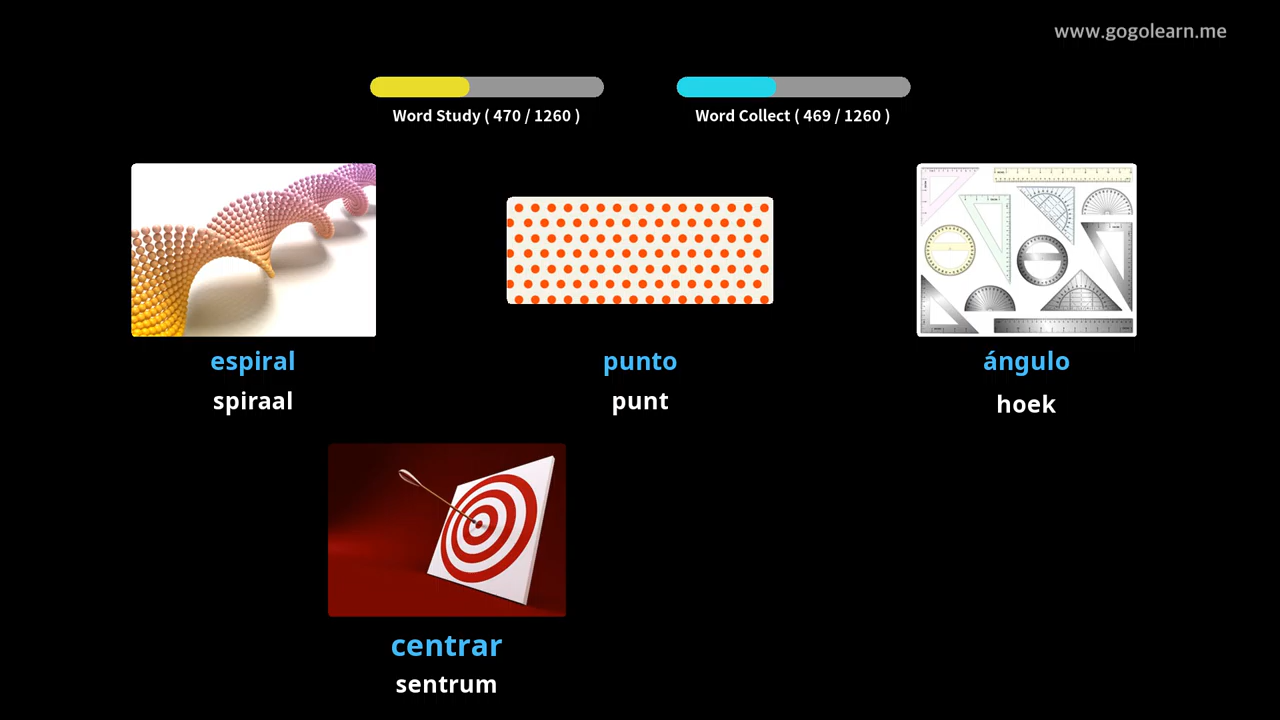 www.gogolearn.me
Word Study ( 470 / 1260 )
Word Collect ( 469 / 1260 )
espiral
spiraal
punto
punt
ángulo
hoek
centrar
sentrum